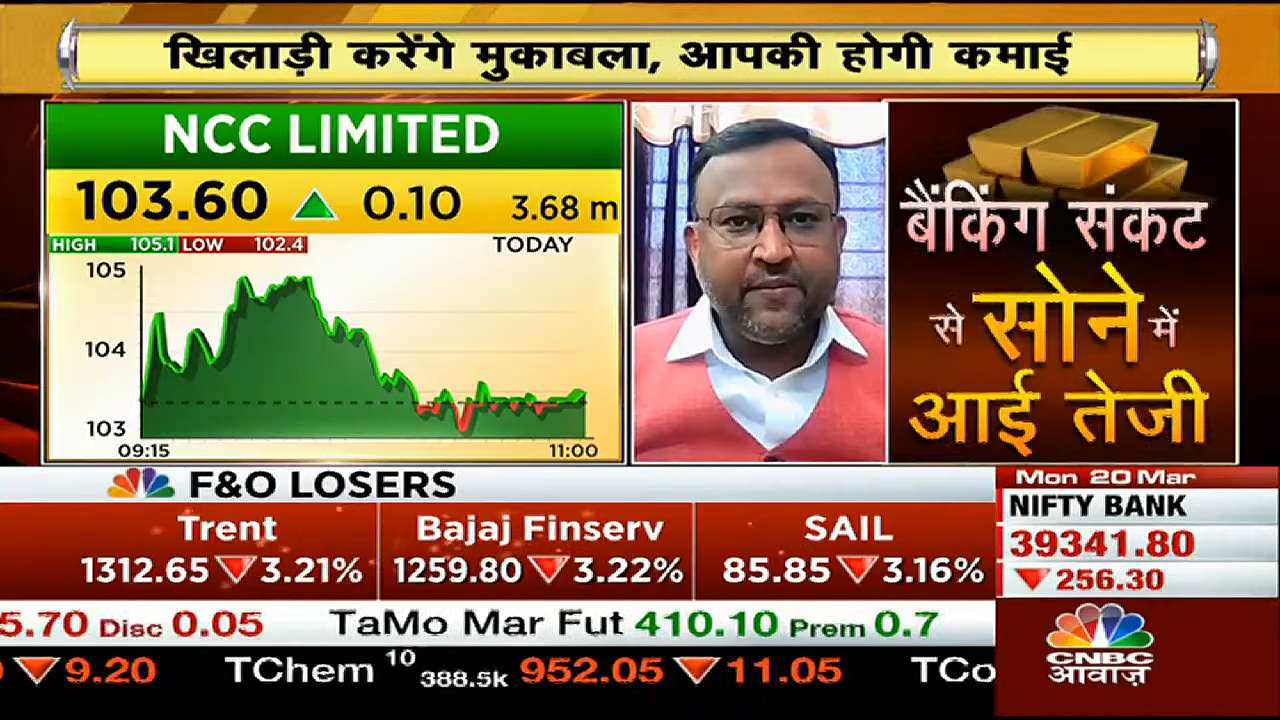 खिलाड़ी करेंगे मुकाबला, आपकी होगी कमाई
NCC LIMITED
103.60 ▲ 0.10 3.68 m
HIGH 105.1 LOW 102.4 TODAY
105
104
103
09:15 11:00
बैंकिंग संकट
से सोने में
आई तेजी
F&O LOSERS
Trent
1312.65 ▼ 3.21%
Bajaj Finserv
1259.80 ▼ 3.22%
SAIL
85.85 ▼ 3.16%
Mon 20 Mar
NIFTY BANK
39341.80
▼ 256.30
5.70 Disc 0.05 TaMo Mar Fut 410.10 Prem 0.7
▼ 9.20 TChem 10 388.5k 952.05 ▼ 11.05 TCo
CNBC
आवाज़